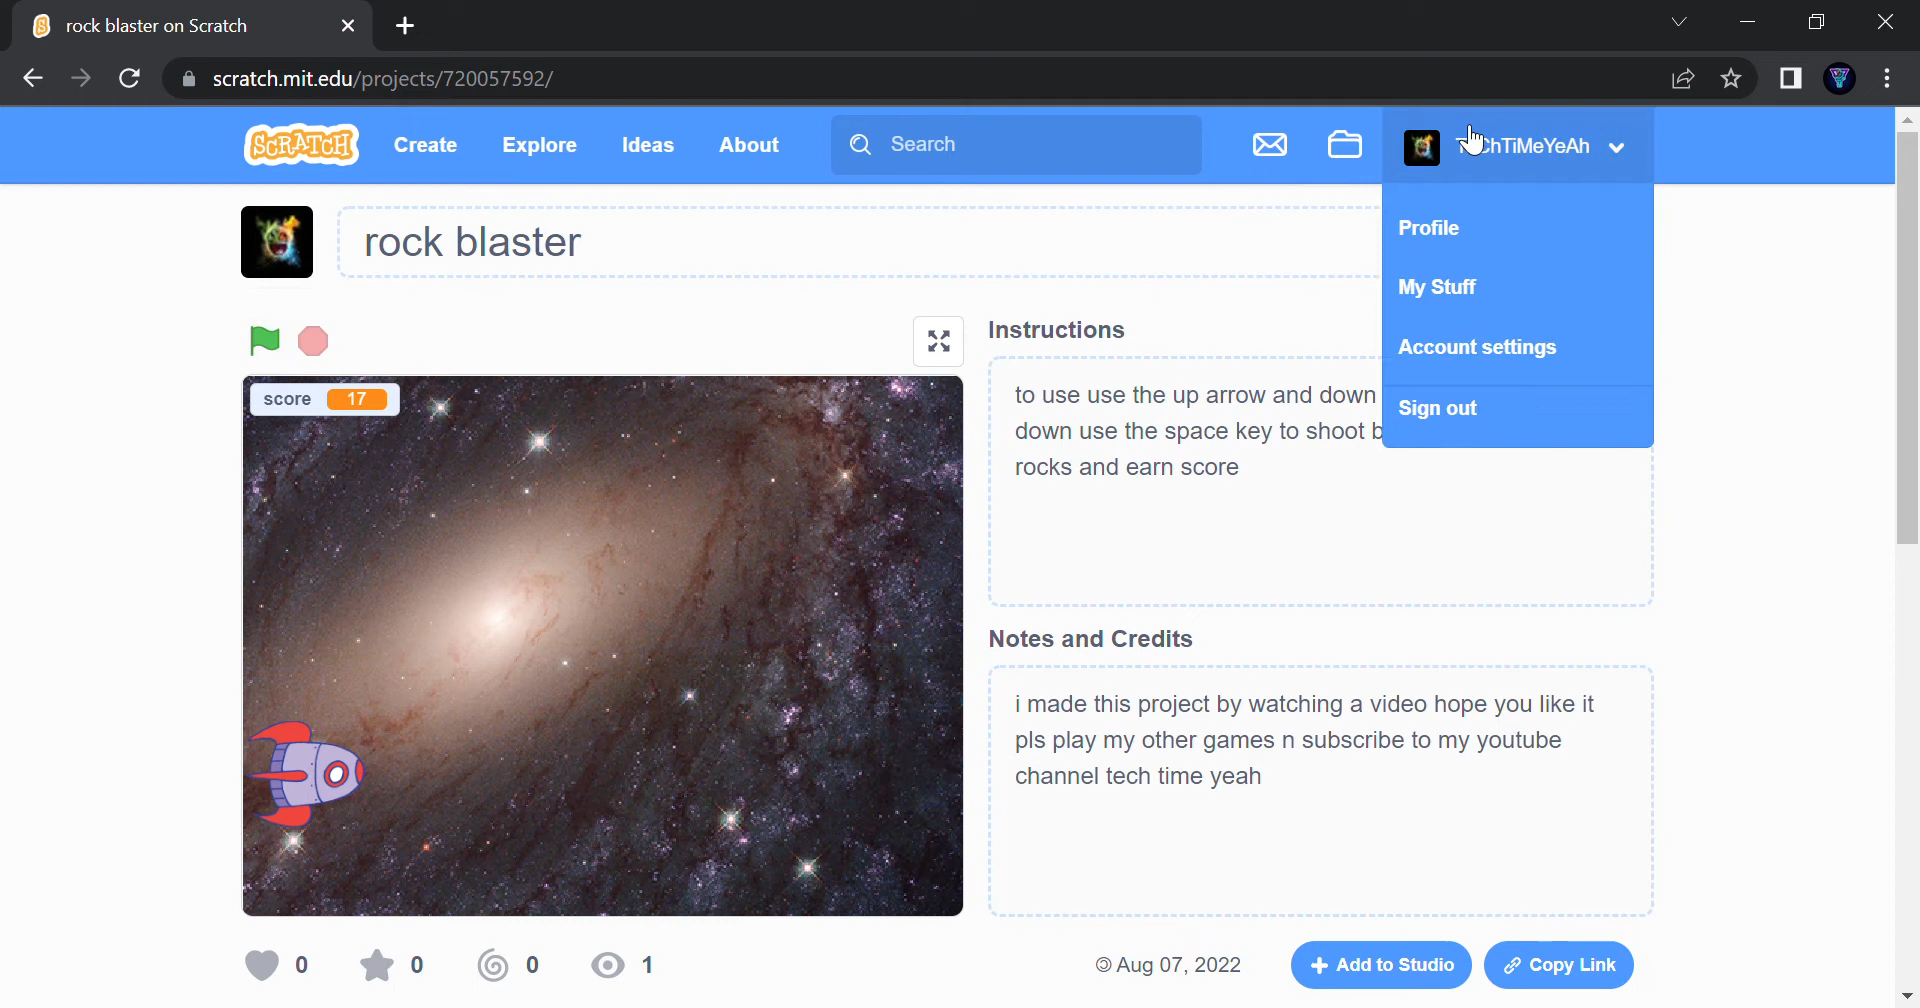 rock blaster on Scratch
scratch.mit.edu/projects/720057592/
SCRATCH
Create
Explore
Ideas
About
Search
rock blaster
Profile
My Stuff
Account settings
Sign out
score 17
Instructions
to use use the up arrow and down
down use the space key to shoot
rocks and earn score
Notes and Credits
i made this project by watching a video hope you like it
pls play my other games n subscribe to my youtube
channel tech time yeah
0
0
0
1
© Aug 07, 2022
Add to Studio
Copy Link